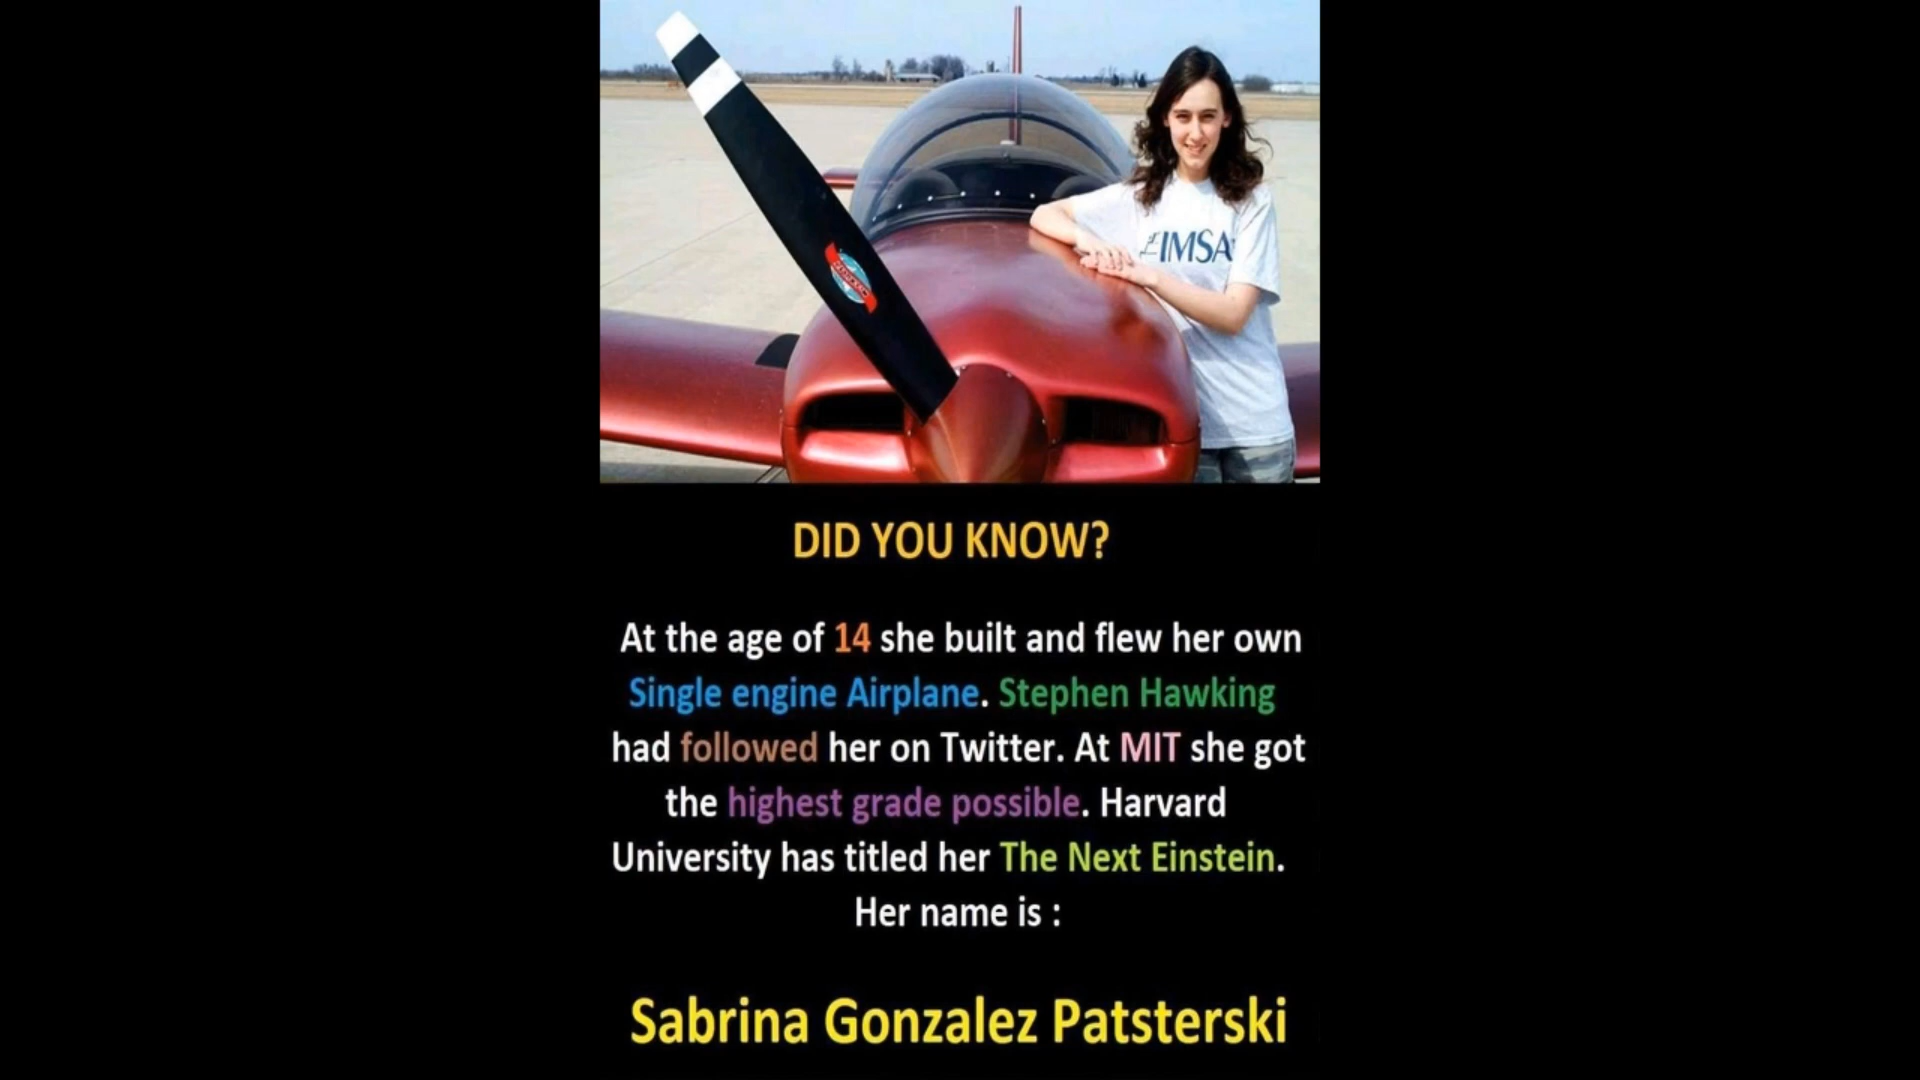 IMSA
DID YOU KNOW?
At the age of 14 she built and flew her own
Single engine Airplane. Stephen Hawking
had followed her on Twitter. At MIT she got
the highest grade possible. Harvard
University has titled her The Next Einstein.
Her name is :
Sabrina Gonzalez Patsterski